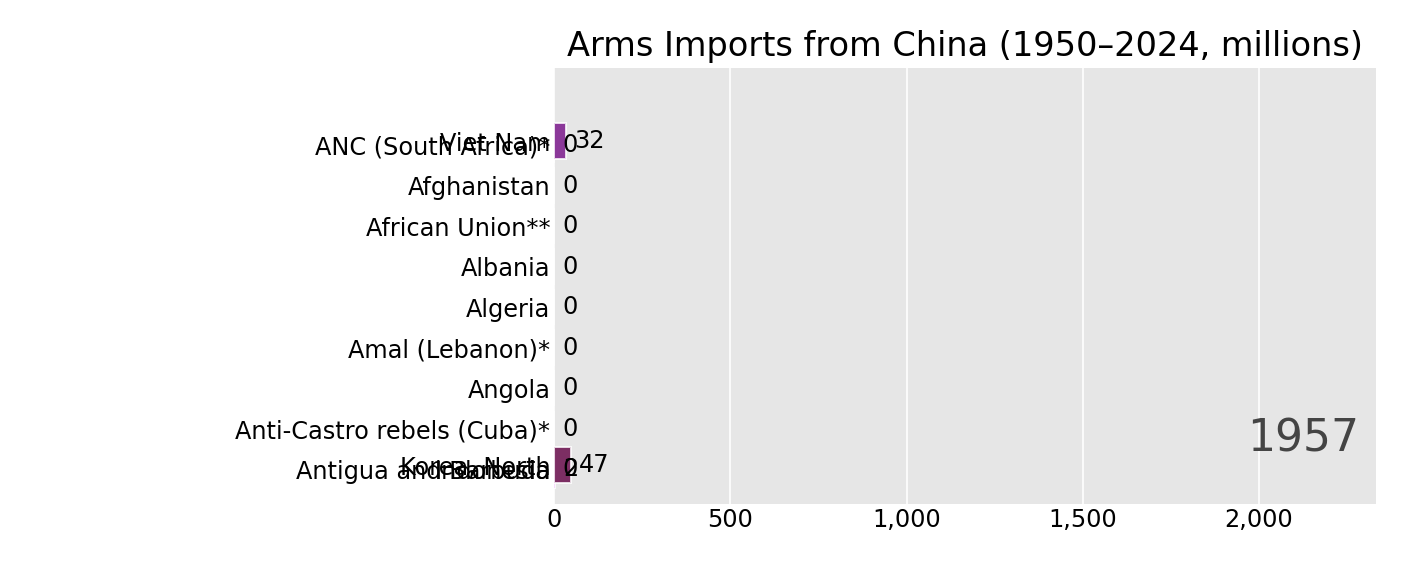 Arms Imports from China (1950–2024, millions)
Viet Nam 32
ANC (South Africa)* 0
Afghanistan 0
African Union** 0
Albania 0
Algeria 0
Amal (Lebanon)* 0
Angola 0
Anti-Castro rebels (Cuba)* 0
Korea, North 47
Antigua and Barbuda
1957
0 500 1,000 1,500 2,000